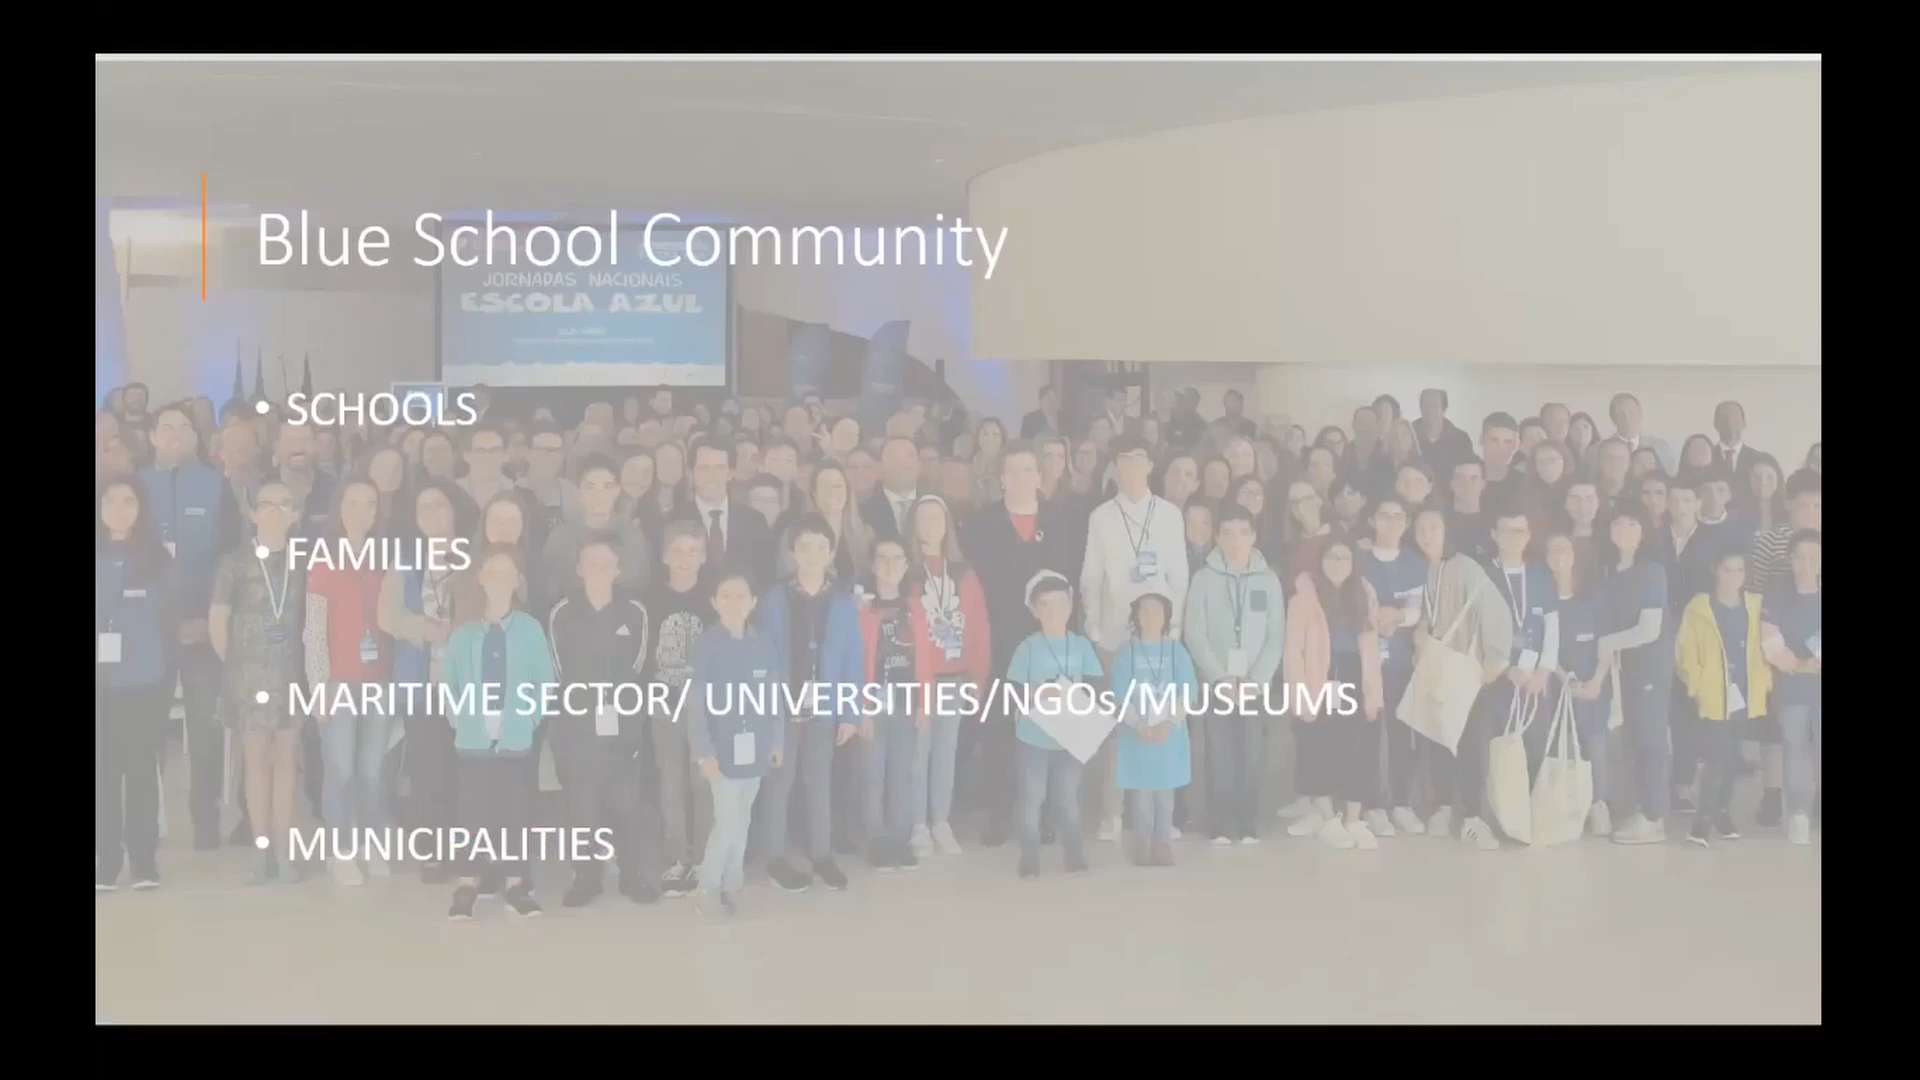 Blue School Community
JORNADAS NACIONAIS
ESCOLA AZUL
• SCHOOLS
• FAMILIES
• MARITIME SECTOR/ UNIVERSITIES/NGOs/MUSEUMS
• MUNICIPALITIES